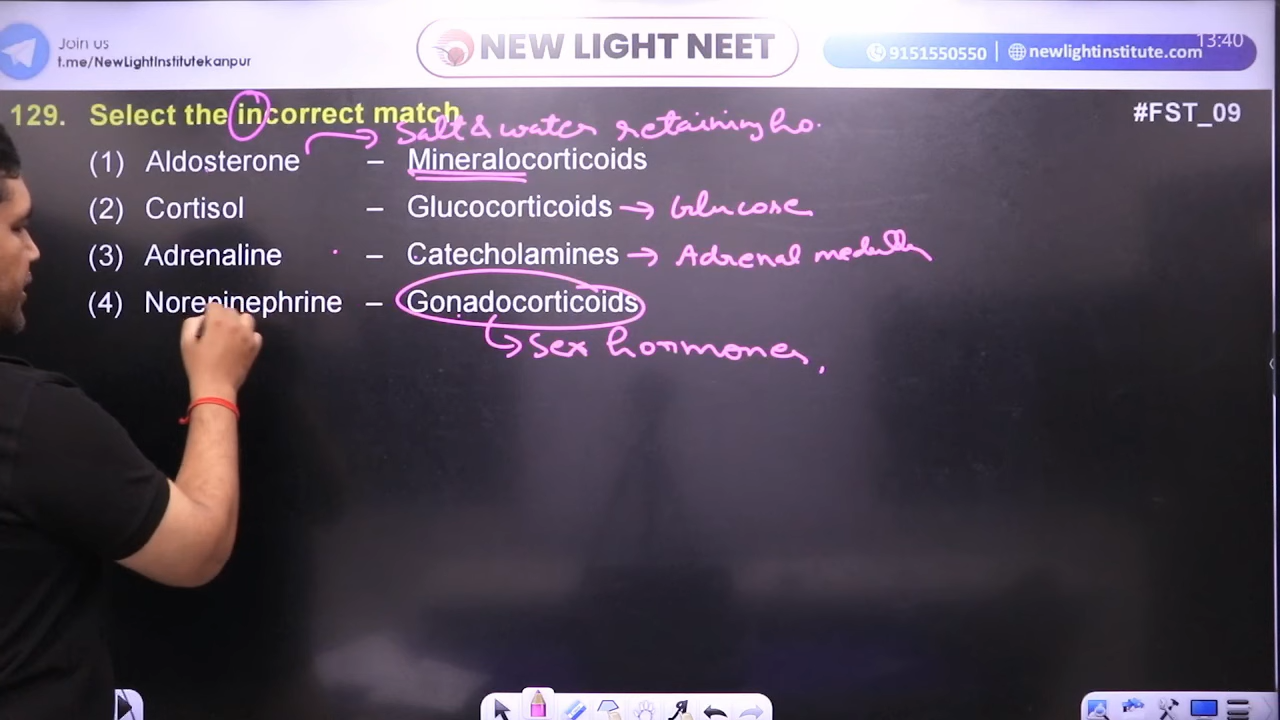 Join us
t.me/NewLightInstitutekanpur
NEW LIGHT NEET
9151550550 | newlightinstitute.com
13:40
129. Select the incorrect match
#FST_09
Salt & water retaining ho.
(1) Aldosterone – Mineralocorticoids
(2) Cortisol – Glucocorticoids → Glucose
(3) Adrenaline – Catecholamines → Adrenal medulla
(4) Norepinephrine – Gonadocorticoids
Sex hormones,